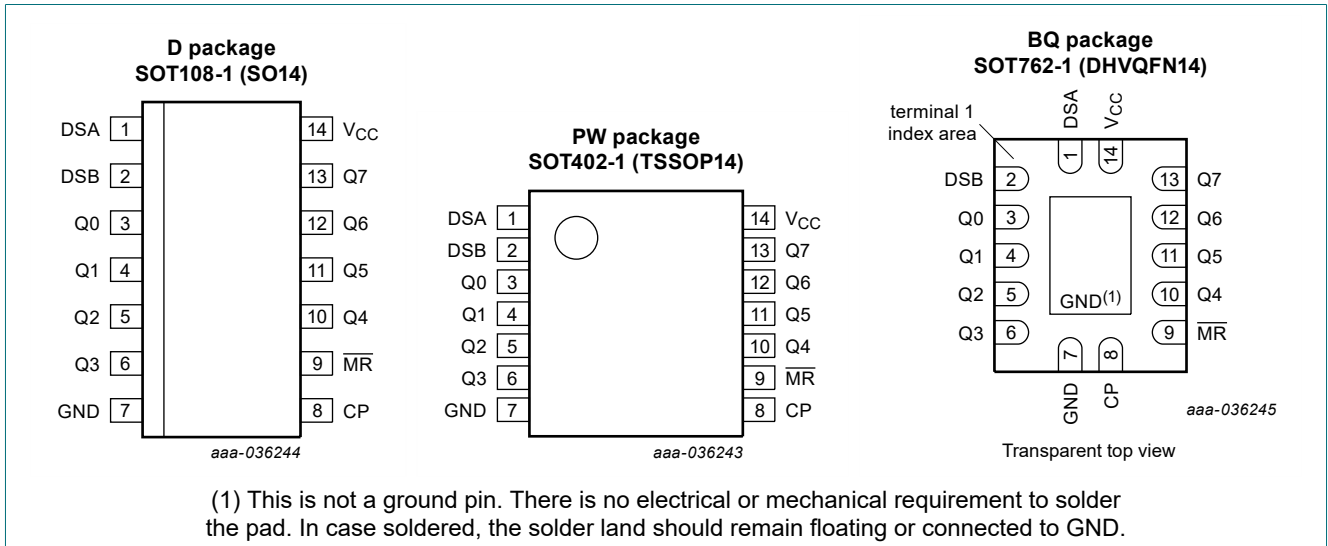 D package
SOT108-1 (SO14)
DSA 1
DSB 2
Q0 3
Q1 4
Q2 5
Q3 6
GND 7
14 VCC
13 Q7
12 Q6
11 Q5
10 Q4
9 M̅R̅
8 CP
aaa-036244
PW package
SOT402-1 (TSSOP14)
DSA 1
DSB 2
Q0 3
Q1 4
Q2 5
Q3 6
GND 7
14 VCC
13 Q7
12 Q6
11 Q5
10 Q4
9 M̅R̅
8 CP
aaa-036243
BQ package
SOT762-1 (DHVQFN14)
terminal 1
index area
DSA 1
VCC 14
DSB 2
Q0 3
Q1 4
Q2 5
Q3 6
13 Q7
12 Q6
11 Q5
10 Q4
9 M̅R̅
GND(1)
GND 7
CP 8
aaa-036245
Transparent top view
(1) This is not a ground pin. There is no electrical or mechanical requirement to solder
the pad. In case soldered, the solder land should remain floating or connected to GND.